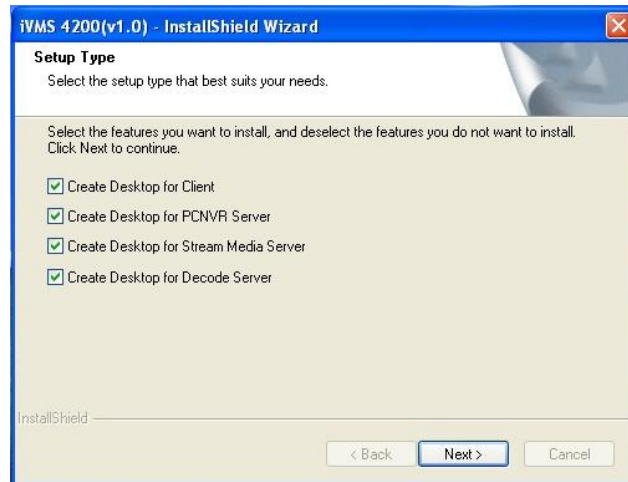 iVMS 4200(v1.0) - InstallShield Wizard
Setup Type
Select the setup type that best suits your needs.
Select the features you want to install, and deselect the features you do not want to install.
Click Next to continue.
Create Desktop for Client
Create Desktop for PCNVR Server
Create Desktop for Stream Media Server
Create Desktop for Decode Server
InstallShield
< Back
Next >
Cancel